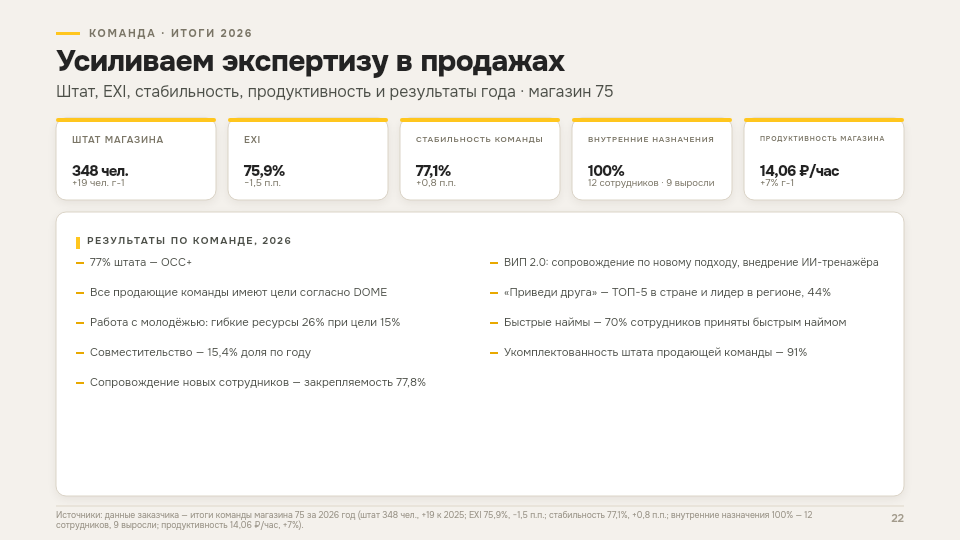 КОМАНДА · ИТОГИ 2026
Усиливаем экспертизу в продажах
Штат, EXI, стабильность, продуктивность и результаты года · магазин 75
ШТАТ МАГАЗИНА
348 чел.
+19 чел. г-1
EXI
75,9%
−1,5 п.п.
СТАБИЛЬНОСТЬ КОМАНДЫ
77,1%
+0,8 п.п.
ВНУТРЕННИЕ НАЗНАЧЕНИЯ
100%
12 сотрудников · 9 выросли
ПРОДУКТИВНОСТЬ МАГАЗИНА
14,06 ₽/час
+7% г-1
РЕЗУЛЬТАТЫ ПО КОМАНДЕ, 2026
77% штата — ОСС+
Все продающие команды имеют цели согласно DOME
Работа с молодёжью: гибкие ресурсы 26% при цели 15%
Совместительство — 15,4% доля по году
Сопровождение новых сотрудников — закрепляемость 77,8%
ВИП 2.0: сопровождение по новому подходу, внедрение ИИ-тренажёра
«Приведи друга» — ТОП-5 в стране и лидер в регионе, 44%
Быстрые наймы — 70% сотрудников приняты быстрым наймом
Укомплектованность штата продающей команды — 91%
Источники: данные заказчика — итоги команды магазина 75 за 2026 год (штат 348 чел., +19 к 2025; EXI 75,9%, −1,5 п.п.; стабильность 77,1%, +0,8 п.п.; внутренние назначения 100% — 12
сотрудников, 9 выросли; продуктивность 14,06 ₽/час, +7%).
22